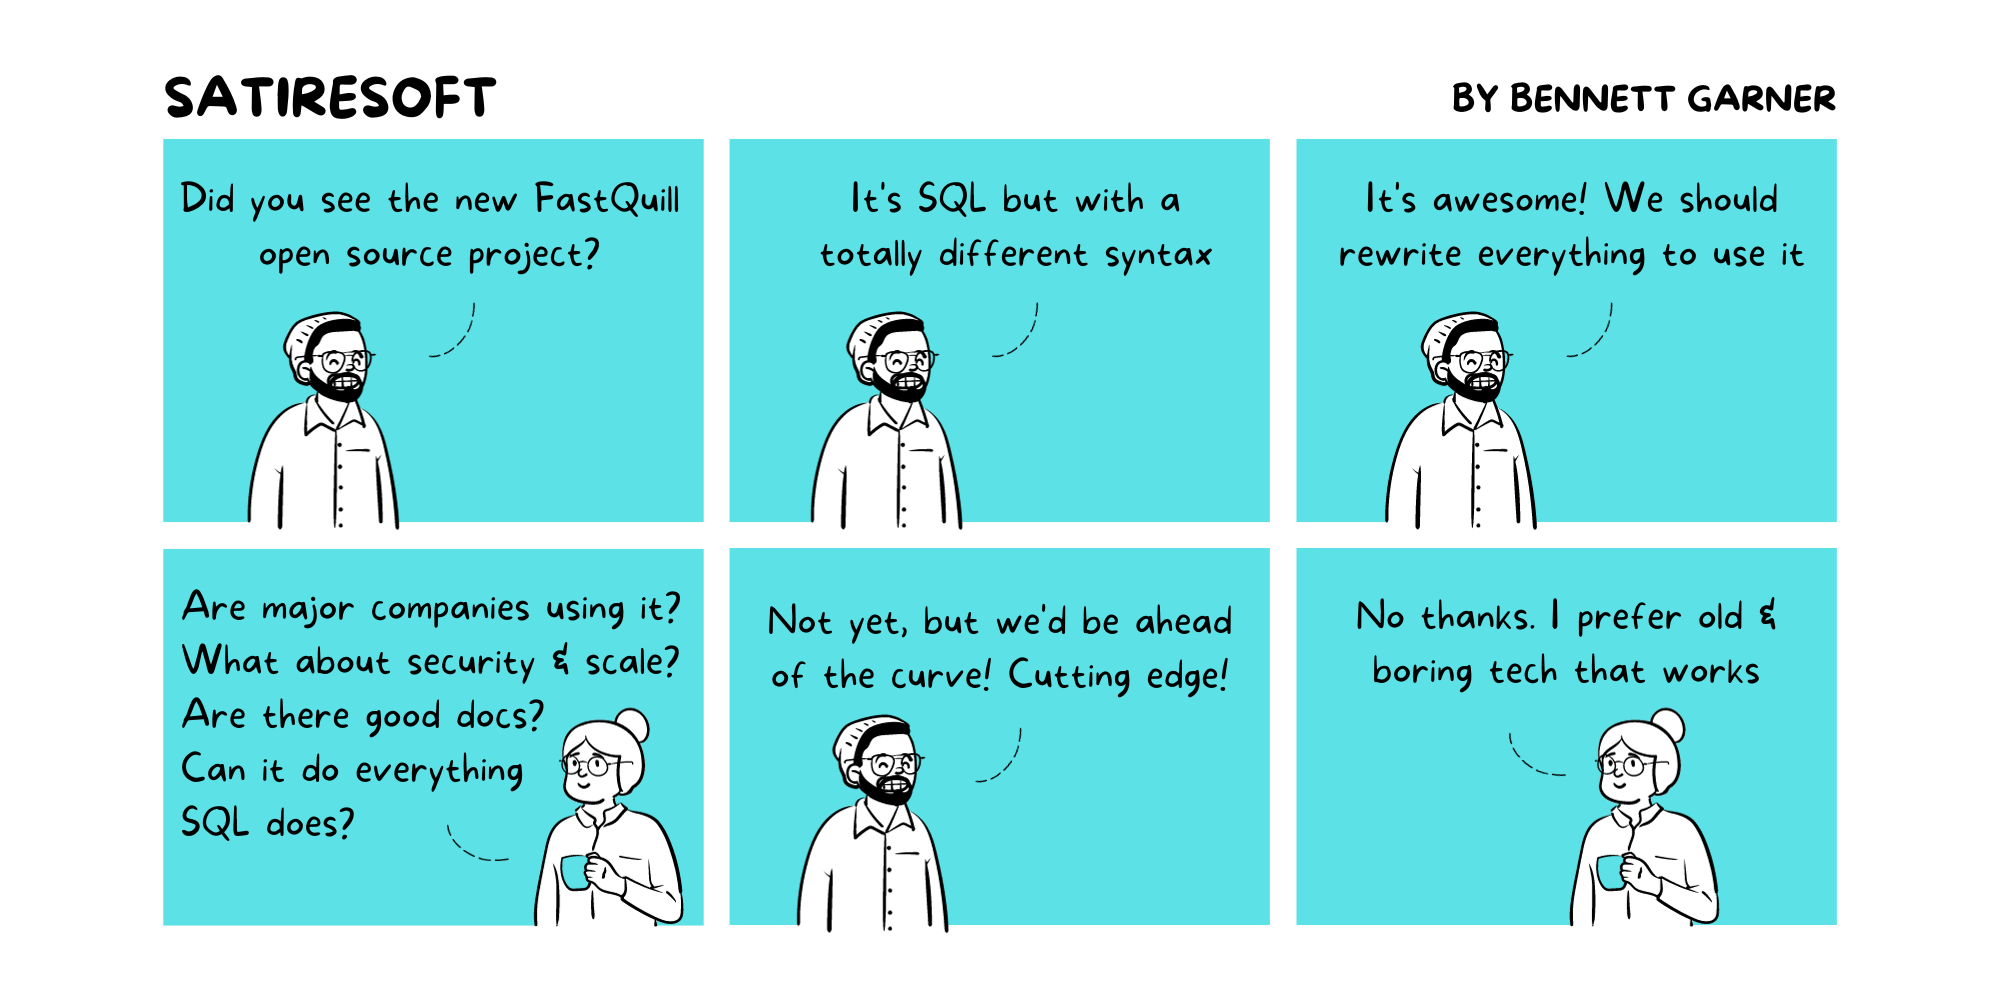 SATIRESOFT
BY BENNETT GARNER
Did you see the new FastQuill
open source project?
It's SQL but with a
totally different syntax
It's awesome! We should
rewrite everything to use it
Are major companies using it?
What about security & scale?
Are there good docs?
Can it do everything
SQL does?
Not yet, but we'd be ahead
of the curve! Cutting edge!
No thanks. I prefer old &
boring tech that works